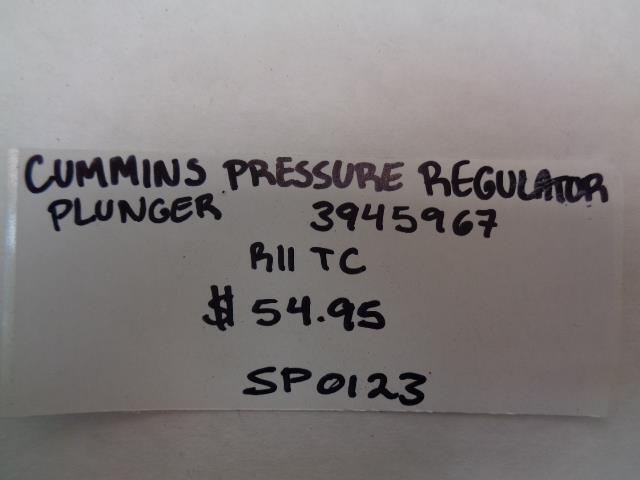 CUMMINS PRESSURE REGULATOR
PLUNGER 3945967
R11 TC
$54.95
SP0123